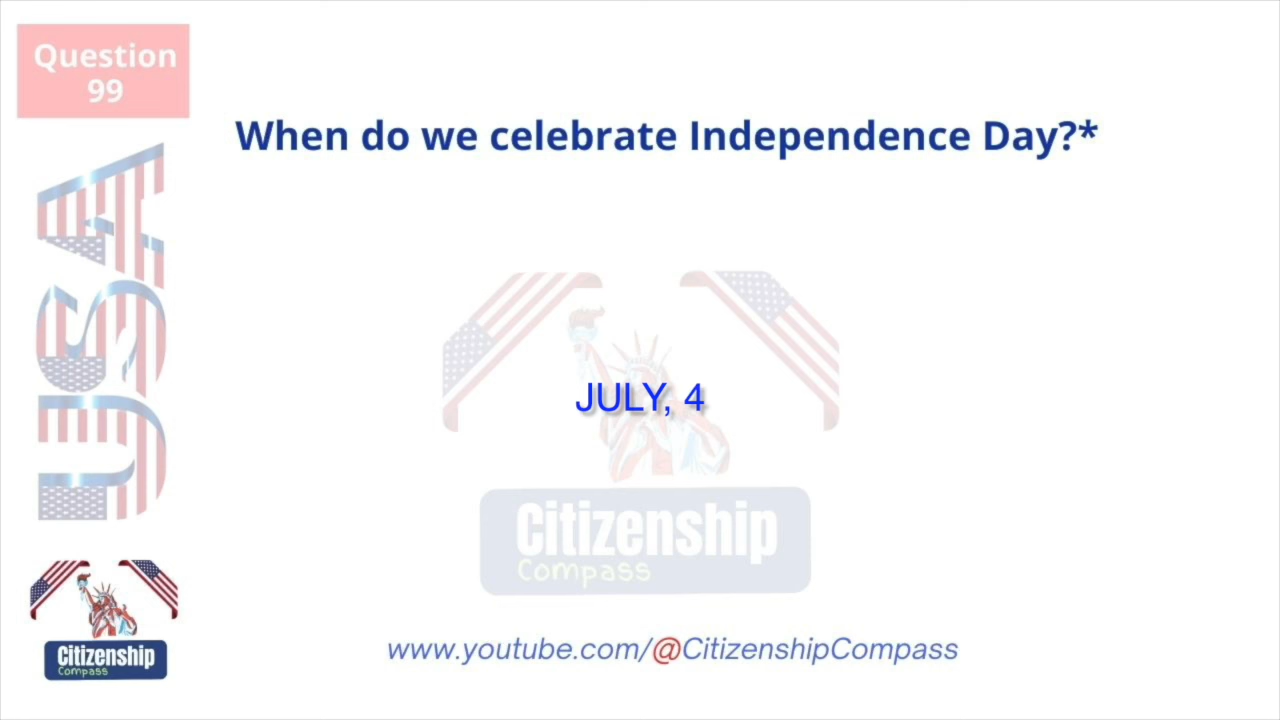 Question
99
When do we celebrate Independence Day?*
USA
JULY, 4
Citizenship
Compass
Citizenship
Compass
www.youtube.com/@CitizenshipCompass